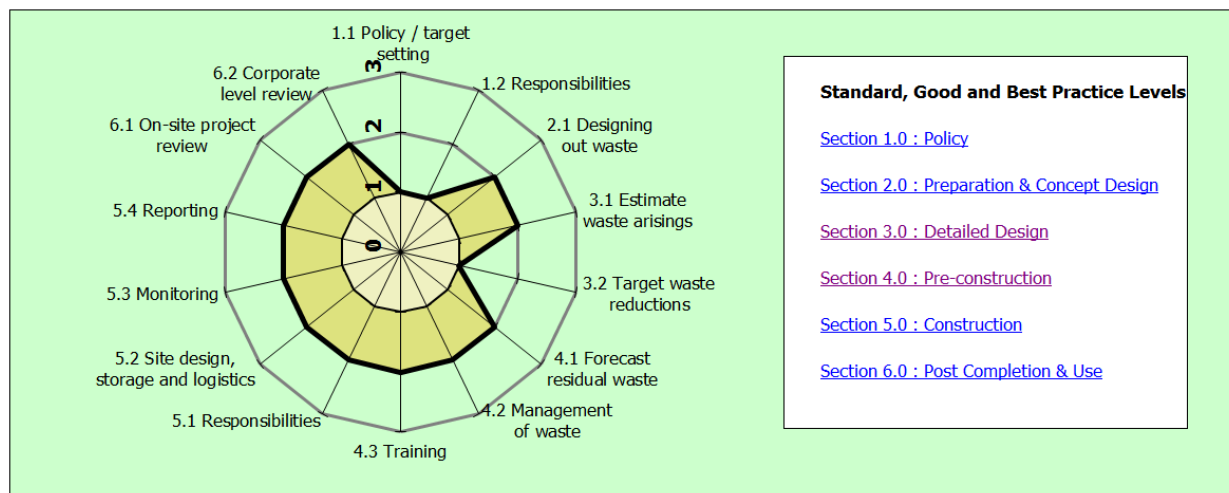 1.1 Policy / target
setting
1.2 Responsibilities
2.1 Designing
out waste
3.1 Estimate
waste arisings
3.2 Target waste
reductions
4.1 Forecast
residual waste
4.2 Management
of waste
4.3 Training
5.1 Responsibilities
5.2 Site design,
storage and logistics
5.3 Monitoring
5.4 Reporting
6.1 On-site project
review
6.2 Corporate
level review
3
2
1
0
Standard, Good and Best Practice Levels
Section 1.0 : Policy
Section 2.0 : Preparation & Concept Design
Section 3.0 : Detailed Design
Section 4.0 : Pre-construction
Section 5.0 : Construction
Section 6.0 : Post Completion & Use